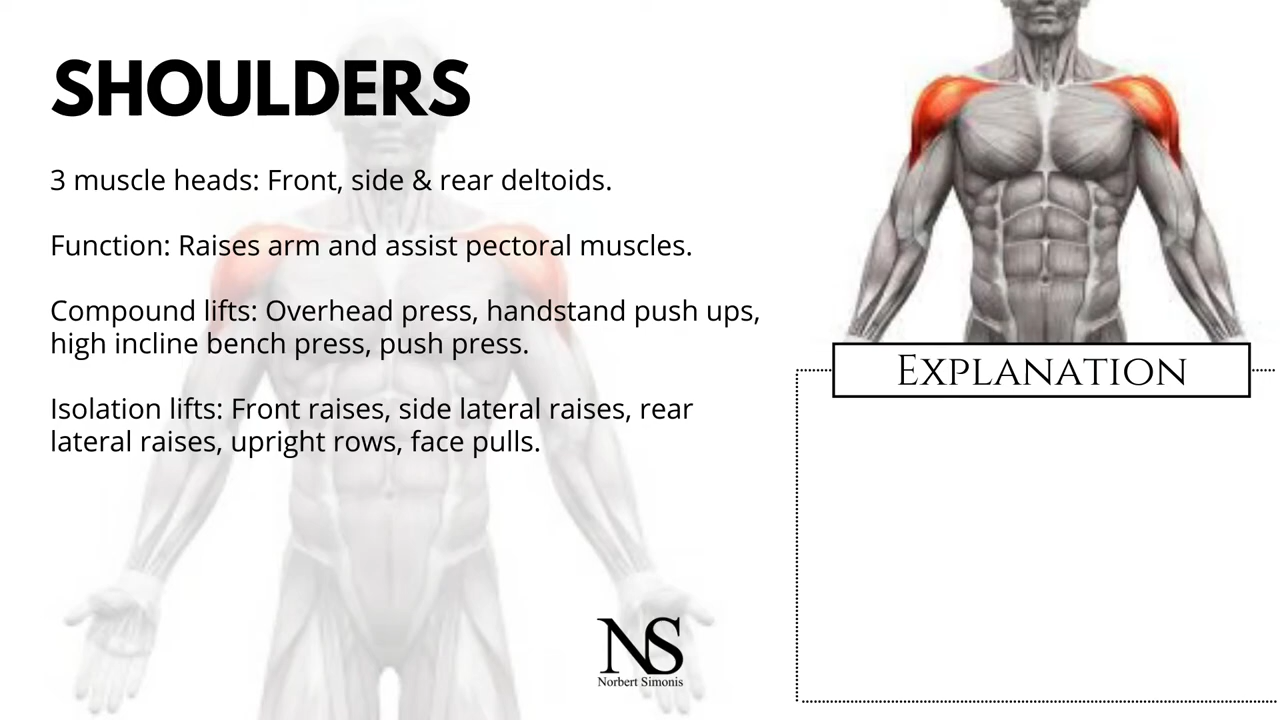 SHOULDERS
3 muscle heads: Front, side & rear deltoids.
Function: Raises arm and assist pectoral muscles.
Compound lifts: Overhead press, handstand push ups,
high incline bench press, push press.
Isolation lifts: Front raises, side lateral raises, rear
lateral raises, upright rows, face pulls.
EXPLANATION
NS
Norbert Simonis